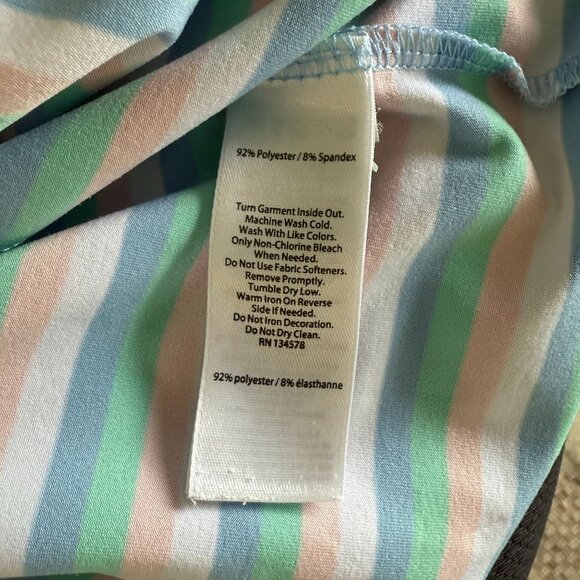 92% Polyester / 8% Spandex
Turn Garment Inside Out.
Machine Wash Cold.
Wash With Like Colors.
Only Non-Chlorine Bleach
When Needed.
Do Not Use Fabric Softeners.
Remove Promptly.
Tumble Dry Low.
Warm Iron On Reverse
Side If Needed.
Do Not Iron Decoration.
Do Not Dry Clean.
RN 134578
92% polyester / 8% élasthanne